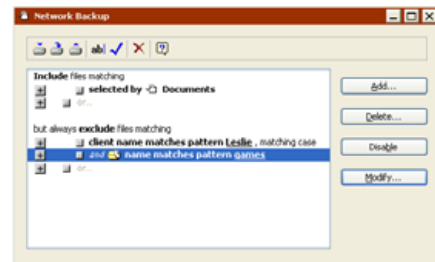 Network Backup
abl
Include files matching
selected by Documents
or...
but always exclude files matching
client name matches pattern Leslie , matching case
and name matches pattern games
or...
Add...
Delete...
Disable
Modify...